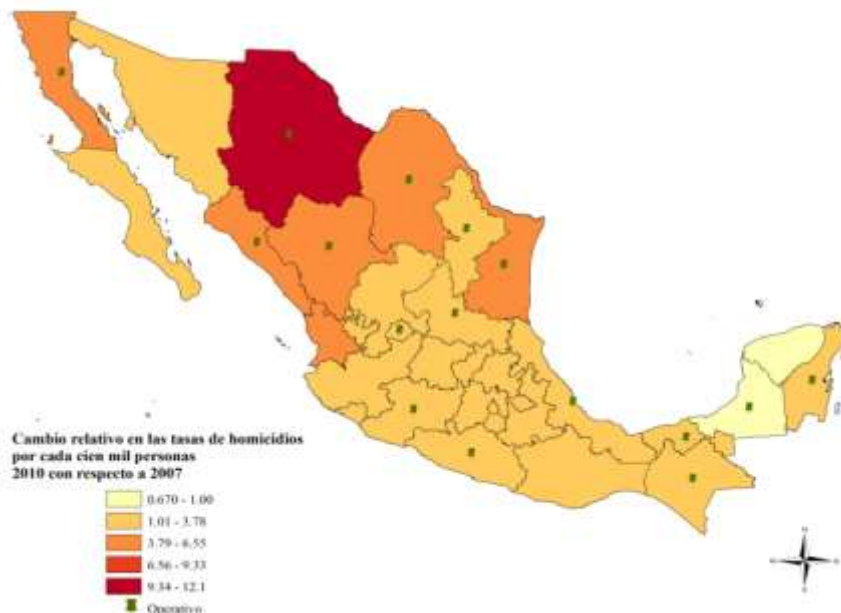 Cambio relativo en las tasas de homicidios
por cada cien mil personas
2010 con respecto a 2007
0.670 - 1.00
1.01 - 3.78
3.79 - 6.55
6.56 - 9.33
9.34 - 12.1
Operativo